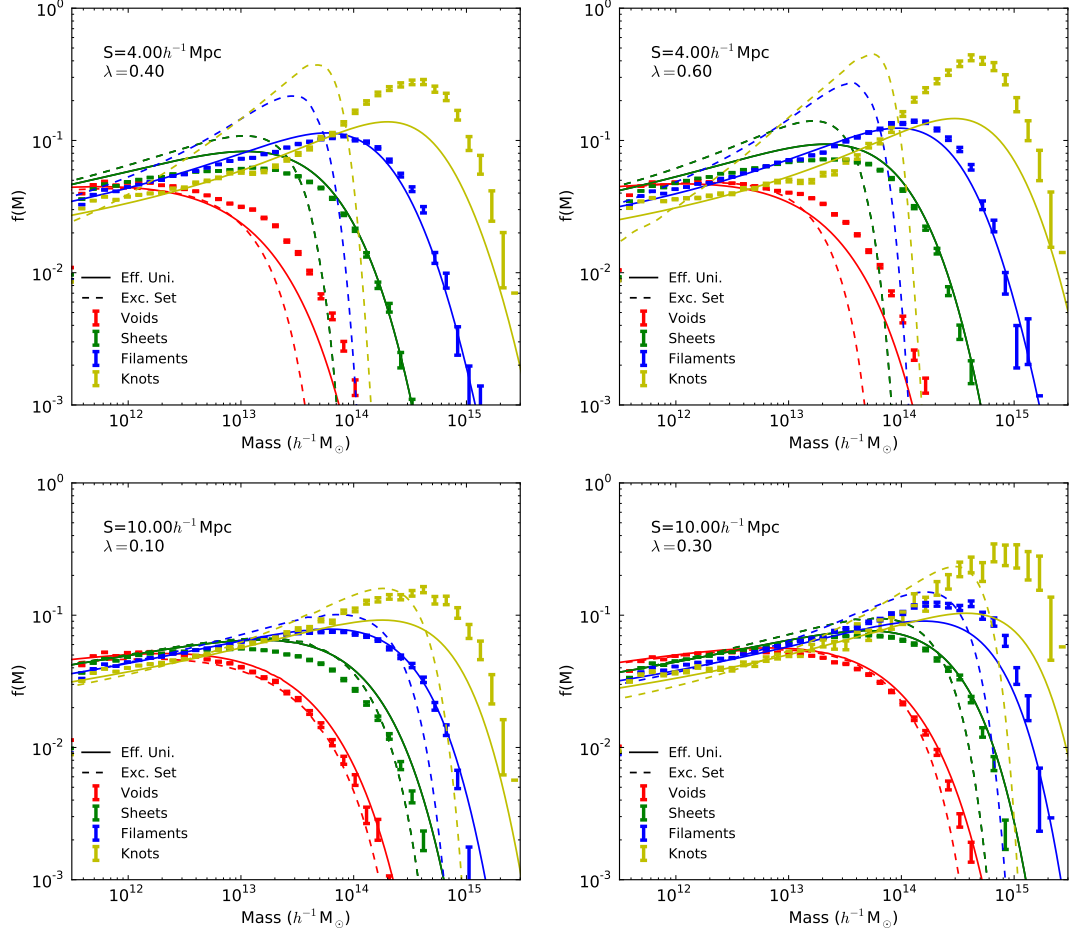 10^0
10^-1
10^-2
10^-3
f(M)
S=4.00h^-1 Mpc
λ=0.40
Eff. Uni.
Exc. Set
Voids
Sheets
Filaments
Knots
10^12
10^13
10^14
10^15
Mass (h^-1 M_⊙)
10^0
10^-1
10^-2
10^-3
f(M)
S=4.00h^-1 Mpc
λ=0.60
Eff. Uni.
Exc. Set
Voids
Sheets
Filaments
Knots
10^12
10^13
10^14
10^15
Mass (h^-1 M_⊙)
10^0
10^-1
10^-2
10^-3
f(M)
S=10.00h^-1 Mpc
λ=0.10
Eff. Uni.
Exc. Set
Voids
Sheets
Filaments
Knots
10^12
10^13
10^14
10^15
Mass (h^-1 M_⊙)
10^0
10^-1
10^-2
10^-3
f(M)
S=10.00h^-1 Mpc
λ=0.30
Eff. Uni.
Exc. Set
Voids
Sheets
Filaments
Knots
10^12
10^13
10^14
10^15
Mass (h^-1 M_⊙)